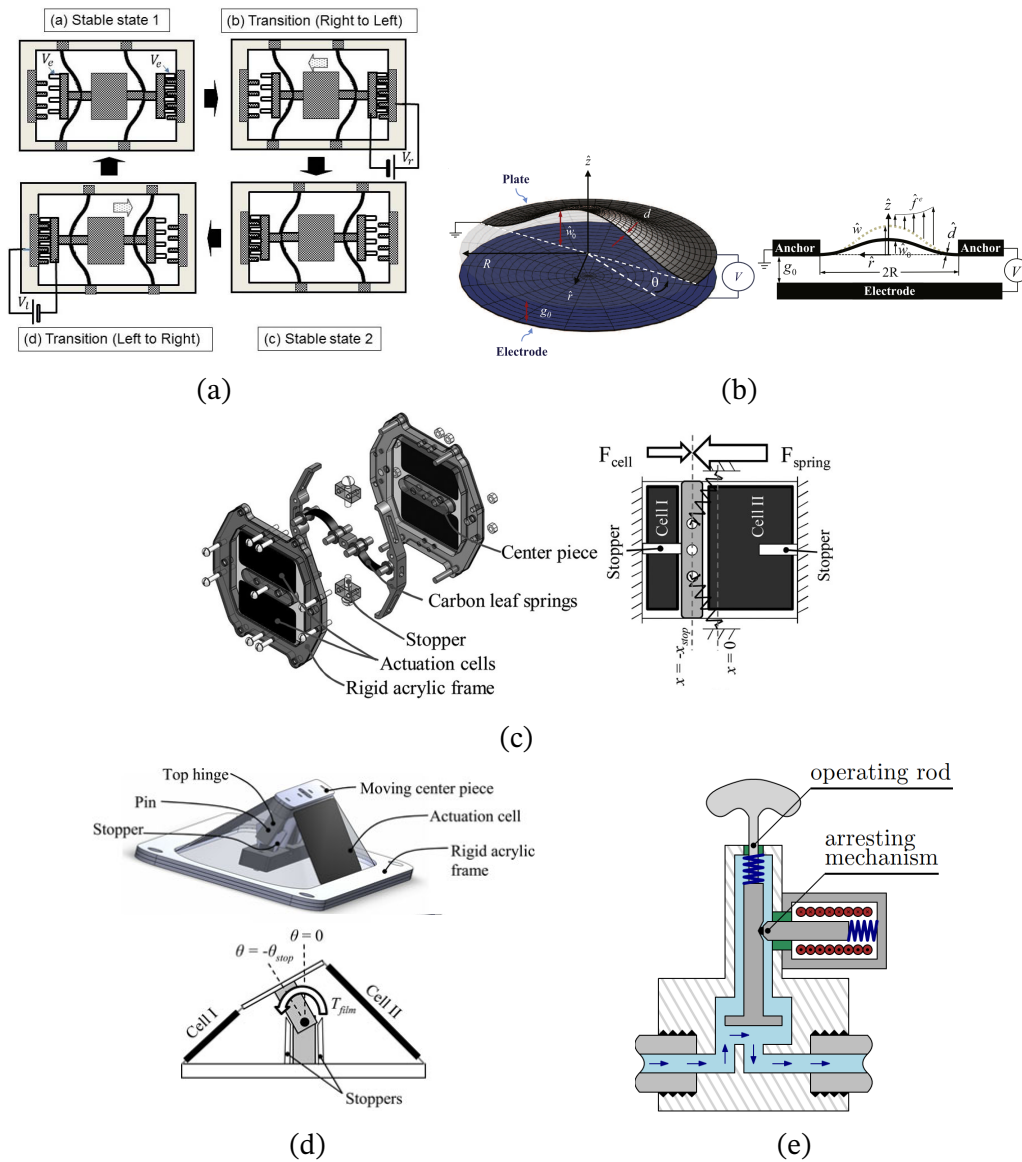 (a) Stable state 1
(b) Transition (Right to Left)
V_e
V_e
V_r
V_l
(d) Transition (Left to Right)
(c) Stable state 2
(a)
ẑ
Plate
d
ŵ_0
R
r̂
θ
g_0
V
Electrode
ẑ
f̂^e
ŵ
d̂
Anchor
ŵ_0
Anchor
r̂
g_0
2R
V
Electrode
(b)
Center piece
Carbon leaf springs
Stopper
Actuation cells
Rigid acrylic frame
F_cell
F_spring
Stopper
Cell I
Cell II
Stopper
x = -x_stop
x = 0
(c)
Top hinge
Pin
Stopper
Moving center piece
Actuation cell
Rigid acrylic
frame
θ = 0
θ = -θ_stop
Cell I
T_film
Cell II
Stoppers
(d)
operating rod
arresting
mechanism
(e)